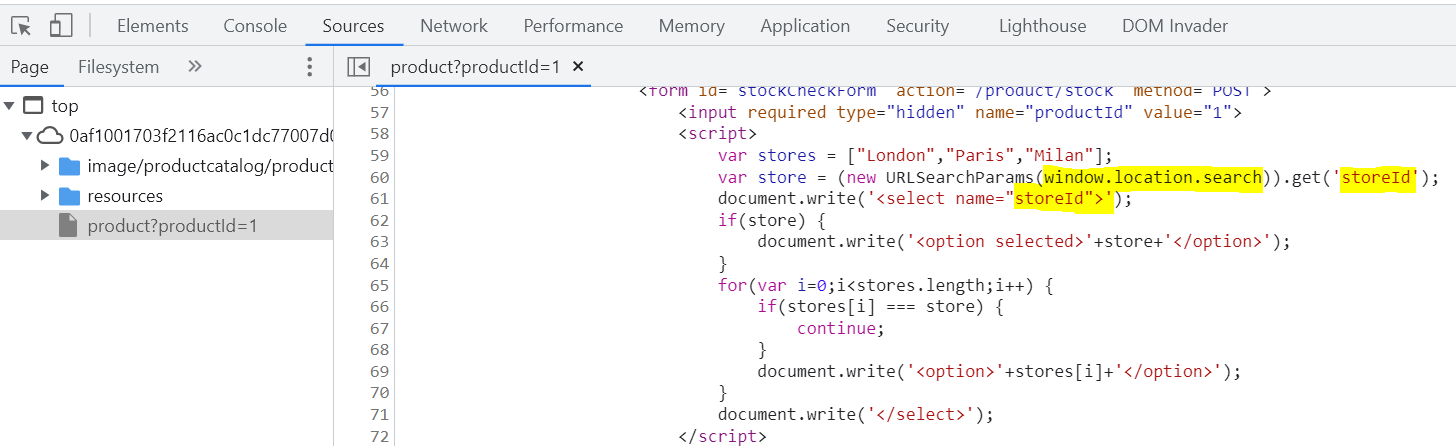 Elements Console Sources Network Performance Memory Application Security Lighthouse DOM Invader
Page Filesystem » product?productId=1 ×
top
0af1001703f2116ac0c1dc77007d0
image/productcatalog/product
resources
product?productId=1
56 <form id="stockCheckForm" action="/product/stock" method="POST">
57 <input required type="hidden" name="productId" value="1">
58 <script>
59 var stores = ["London","Paris","Milan"];
60 var store = (new URLSearchParams(window.location.search)).get('storeId');
61 document.write('<select name="storeId">');
62 if(store) {
63 document.write('<option selected>'+store+'</option>');
64 }
65 for(var i=0;i<stores.length;i++) {
66 if(stores[i] === store) {
67 continue;
68 }
69 document.write('<option>'+stores[i]+'</option>');
70 }
71 document.write('</select>');
72 </script>